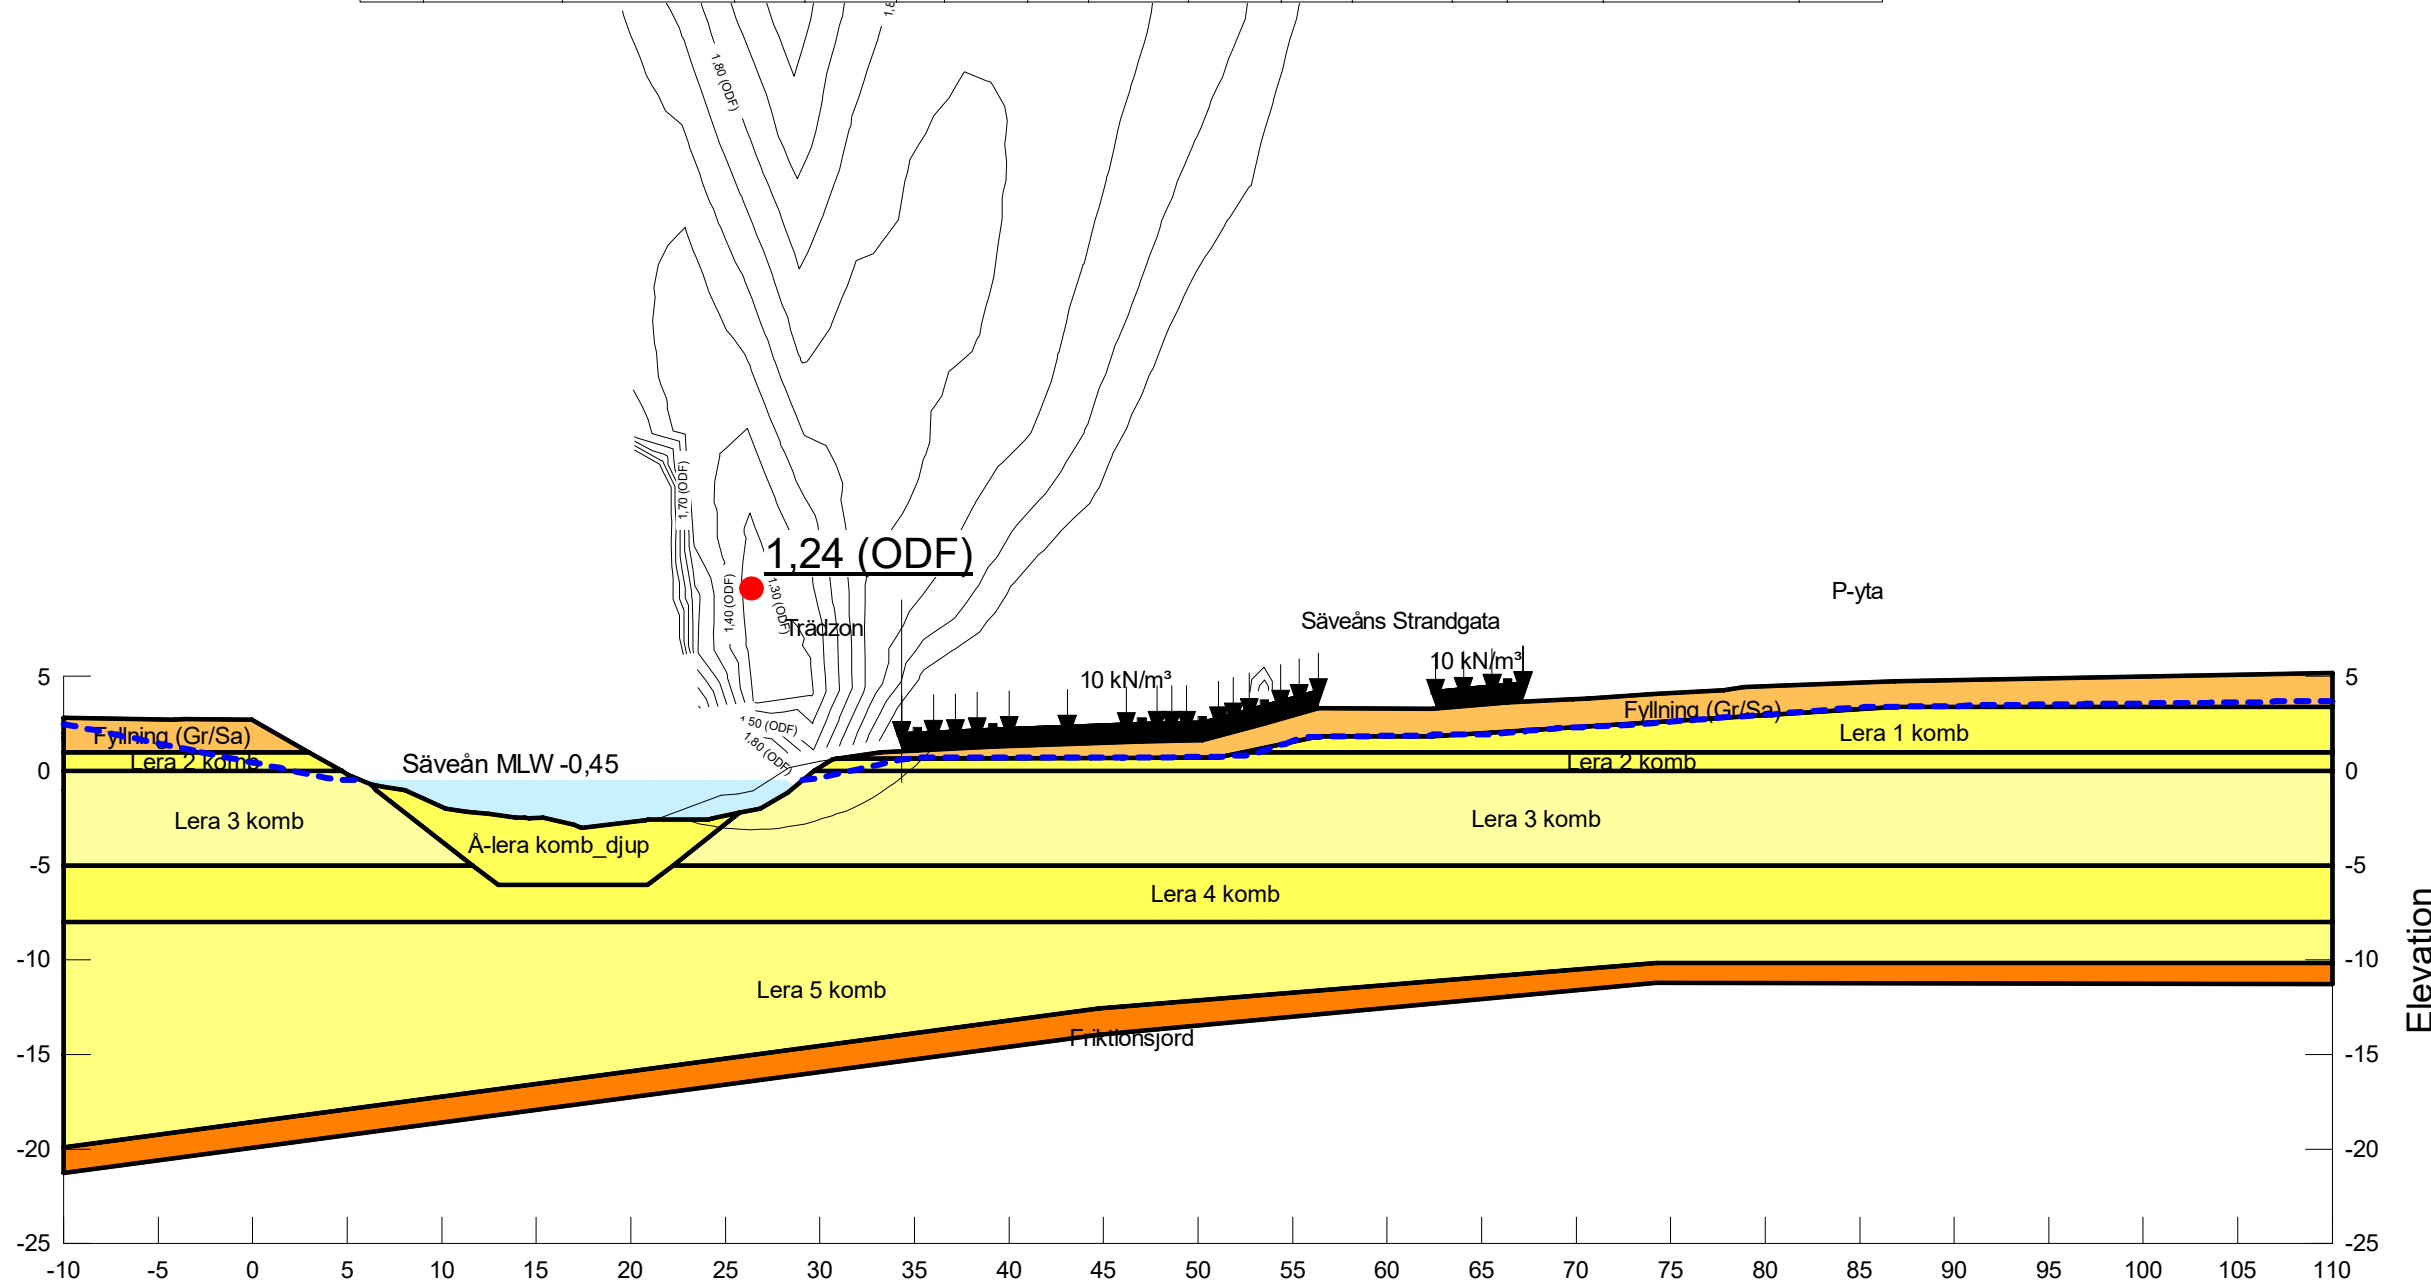 1,8
1,80 (ODF)
1,70 (ODF)
1,24 (ODF)
1,40 (ODF)
1,30 (ODF)
Trädzon
P-yta
Säveåns Strandgata
10 kN/m³
10 kN/m³
5
5
Fyllning (Gr/Sa)
1,50 (ODF)
Fyllning (Gr/Sa)
Lera 1 komb
1,80 (ODF)
Lera 2 komb
Säveån MLW -0,45
Lera 2 komb
0
0
Lera 3 komb
Lera 3 komb
Å-lera komb_djup
-5
-5
Lera 4 komb
-10
-10
Elevation
Lera 5 komb
Friktionsjord
-15
-15
-20
-20
-25
-25
-10 -5 0 5 10 15 20 25 30 35 40 45 50 55 60 65 70 75 80 85 90 95 100 105 110